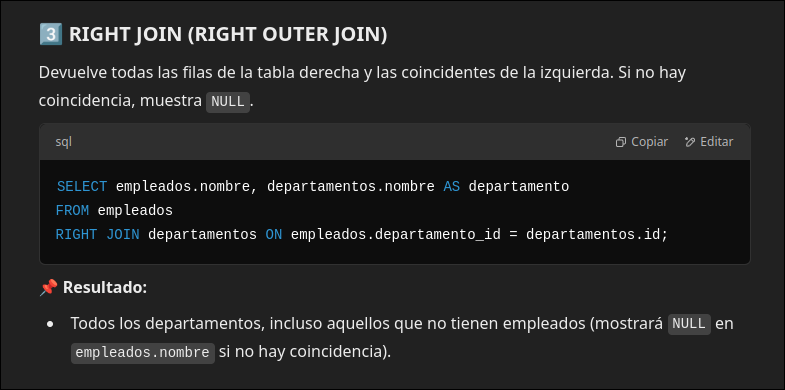 3️⃣ RIGHT JOIN (RIGHT OUTER JOIN)
Devuelve todas las filas de la tabla derecha y las coincidentes de la izquierda. Si no hay
coincidencia, muestra NULL.
sql Copiar Editar
SELECT empleados.nombre, departamentos.nombre AS departamento
FROM empleados
RIGHT JOIN departamentos ON empleados.departamento_id = departamentos.id;
📌 Resultado:
• Todos los departamentos, incluso aquellos que no tienen empleados (mostrará NULL en
empleados.nombre si no hay coincidencia).